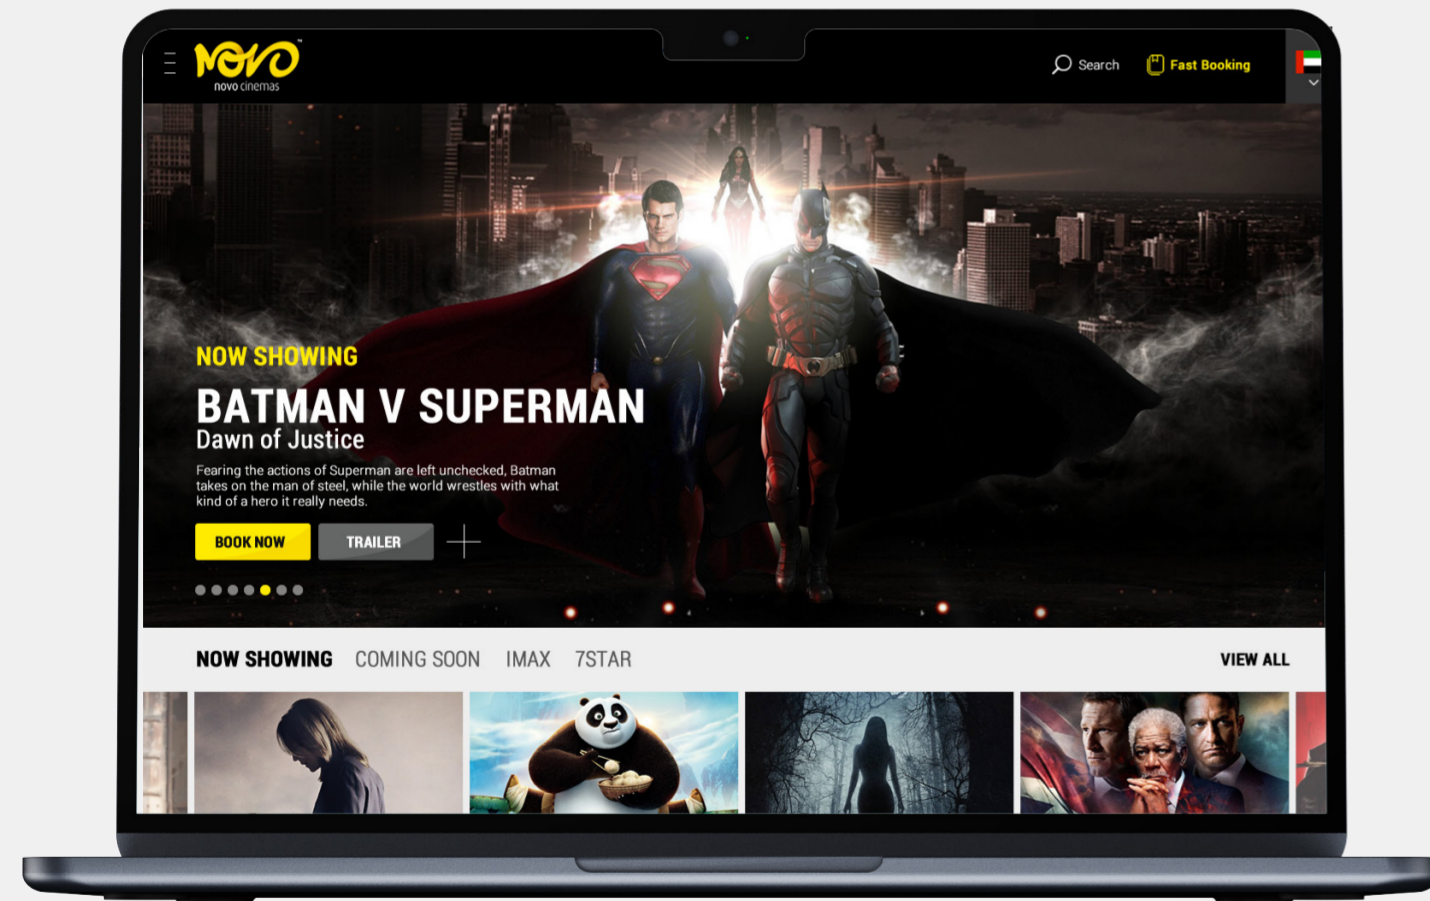 NOVO
™
novo cinemas
Search
Fast Booking
NOW SHOWING
BATMAN V SUPERMAN
Dawn of Justice
Fearing the actions of Superman are left unchecked, Batman
takes on the man of steel, while the world wrestles with what
kind of a hero it really needs.
BOOK NOW
TRAILER
NOW SHOWING
COMING SOON
IMAX
7STAR
VIEW ALL